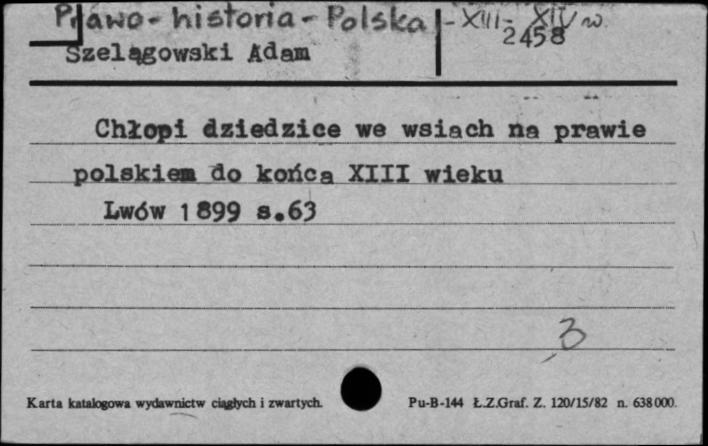 Prawo-historia-Polska - XIII-XIV w.
2458
Szelągowski Adam
Chłopi dziedzice we wsiach na prawie
polskiem do końca XIII wieku
Lwów 1899 s.63
3
Karta katalogowa wydawnictw ciągłych i zwartych. Pu-B-144 Ł.Z.Graf. Z. 120/15/82 n. 638000.